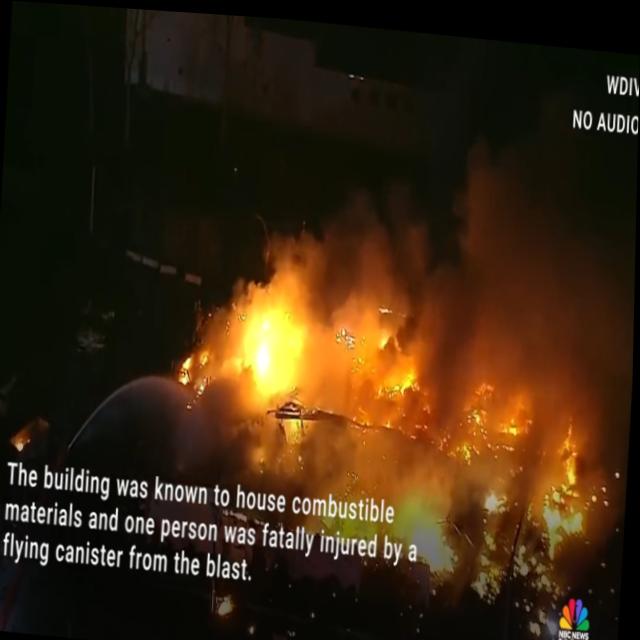 WDIV
NO AUDIO
The building was known to house combustible
materials and one person was fatally injured by a
flying canister from the blast.
NBC NEWS